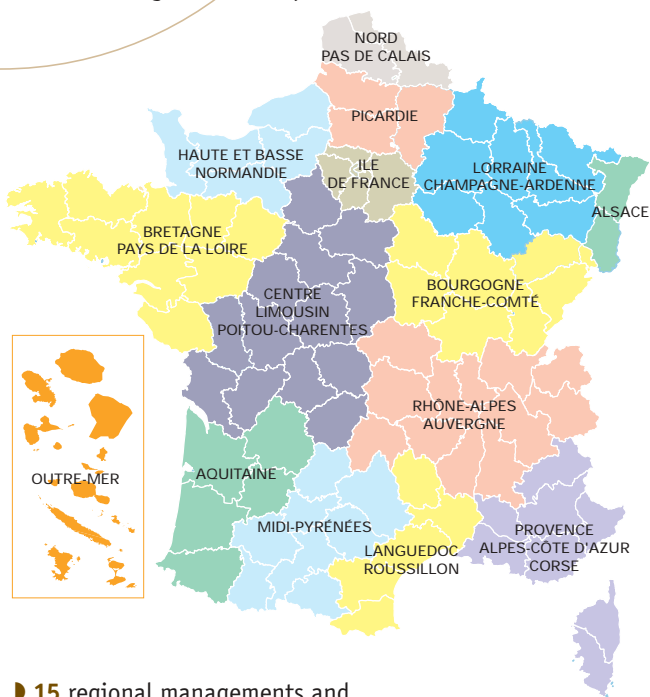 NORD
PAS DE CALAIS
PICARDIE
HAUTE ET BASSE
NORMANDIE
ILE
DE FRANCE
LORRAINE
CHAMPAGNE-ARDENNE
ALSACE
BRETAGNE
PAYS DE LA LOIRE
BOURGOGNE
FRANCHE-COMTÉ
CENTRE
LIMOUSIN
POITOU-CHARENTES
RHÔNE-ALPES
AUVERGNE
OUTRE-MER
AQUITAINE
MIDI-PYRÉNÉES
LANGUEDOC
ROUSSILLON
PROVENCE
ALPES-CÔTE D'AZUR
CORSE
15 regional managements and